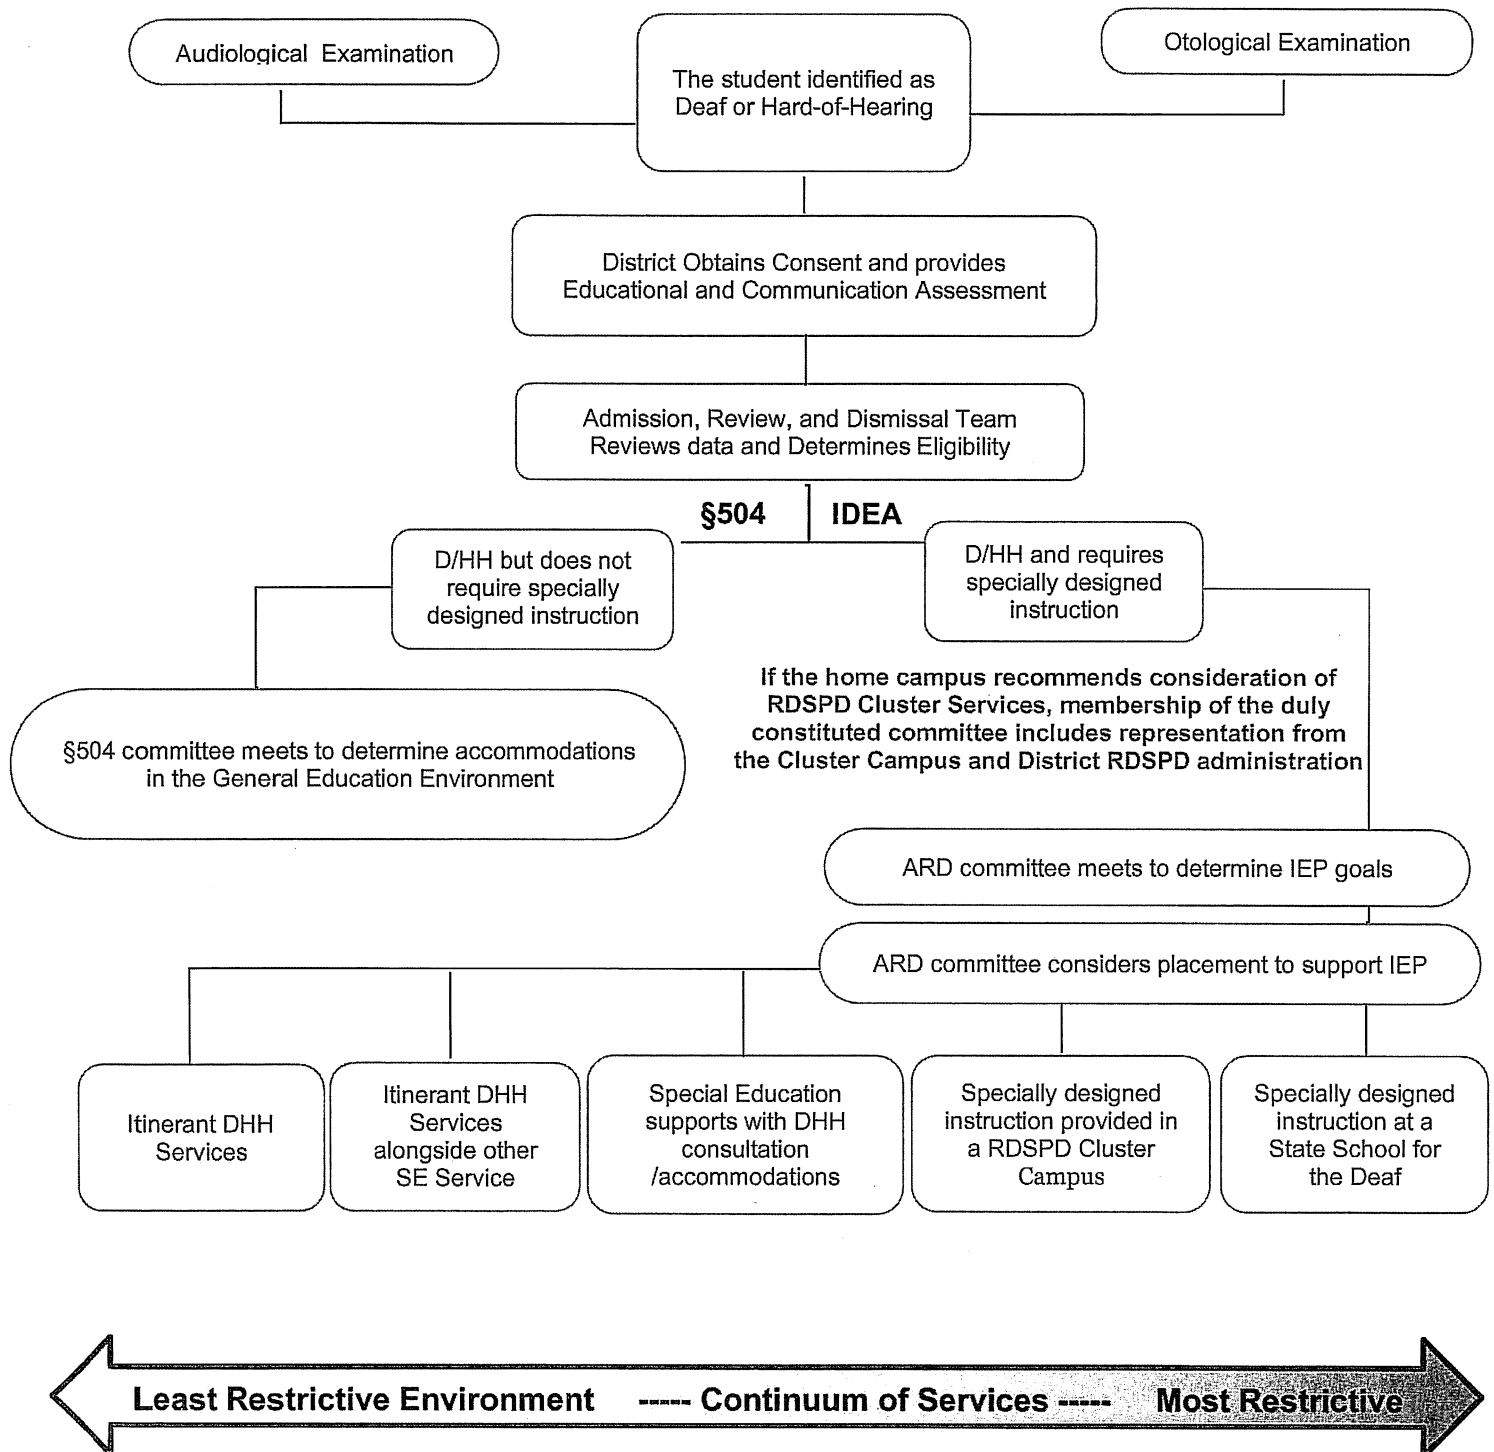 Audiological Examination
The student identified as
Deaf or Hard-of-Hearing
Otological Examination
District Obtains Consent and provides
Educational and Communication Assessment
Admission, Review, and Dismissal Team
Reviews data and Determines Eligibility
§504
IDEA
D/HH but does not
require specially
designed instruction
D/HH and requires
specially designed
instruction
If the home campus recommends consideration of
RDSPD Cluster Services, membership of the duly
constituted committee includes representation from
the Cluster Campus and District RDSPD administration
§504 committee meets to determine accommodations
in the General Education Environment
ARD committee meets to determine IEP goals
ARD committee considers placement to support IEP
Itinerant DHH
Services
Itinerant DHH
Services
alongside other
SE Service
Special Education
supports with DHH
consultation
/accommodations
Specially designed
instruction provided in
a RDSPD Cluster
Campus
Specially designed
instruction at a
State School for
the Deaf
Least Restrictive Environment ----- Continuum of Services ----- Most Restrictive